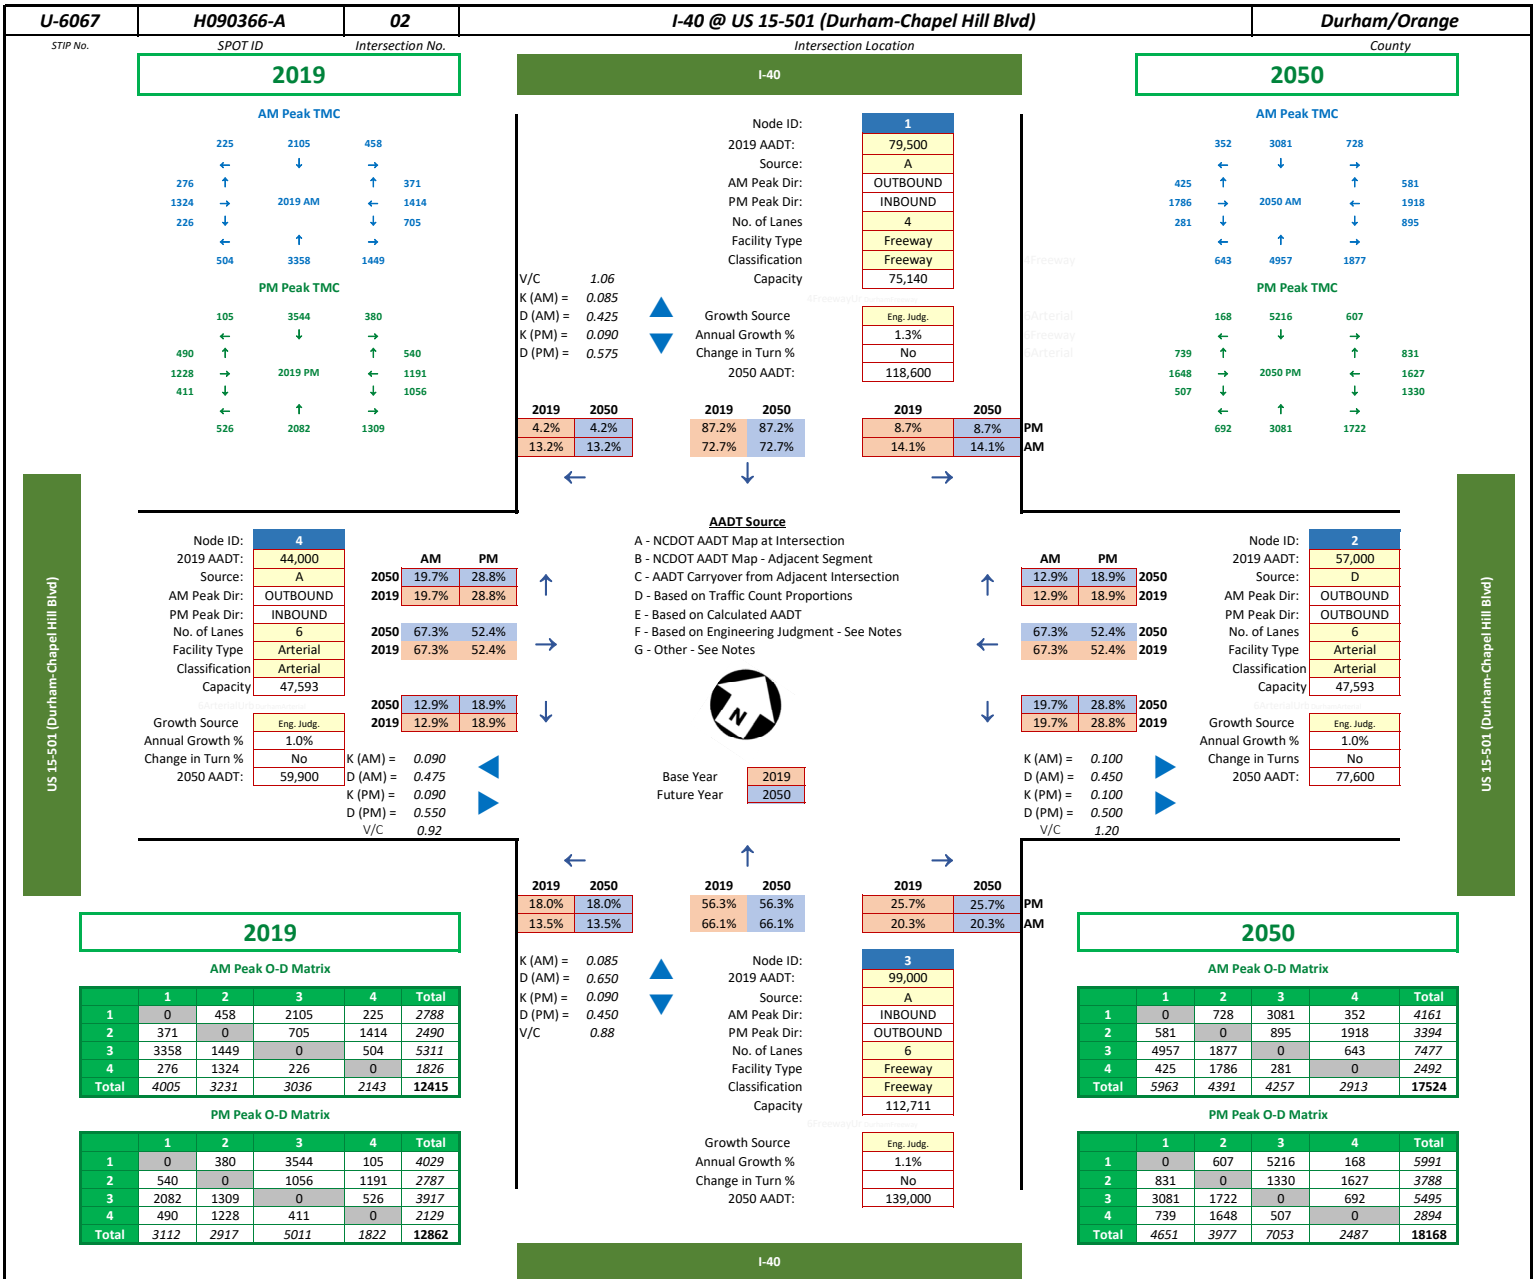 U-6067 H090366-A 02 I-40 @ US 15-501 (Durham-Chapel Hill Blvd) Durham/Orange
STIP No. SPOT ID Intersection No. Intersection Location County
2019 I-40 2050
AM Peak TMC
225 2105 458
← ↓ →
276 ↑ ↑ 371
1324 → 2019 AM ← 1414
226 ↓ ↓ 705
← ↑ →
504 3358 1449
PM Peak TMC
105 3544 380
← ↓ →
490 ↑ ↑ 540
1228 → 2019 PM ← 1191
411 ↓ ↓ 1056
← ↑ →
526 2082 1309
Node ID: 1
2019 AADT: 79,500
Source: A
AM Peak Dir: OUTBOUND
PM Peak Dir: INBOUND
No. of Lanes 4
Facility Type Freeway
Classification Freeway
Capacity 75,140
V/C 1.06
K (AM) = 0.085
D (AM) = 0.425
K (PM) = 0.090
D (PM) = 0.575
Growth Source Eng. Judg.
Annual Growth % 1.3%
Change in Turn % No
2050 AADT: 118,600
AM Peak TMC
352 3081 728
← ↓ →
425 ↑ ↑ 581
1786 → 2050 AM ← 1918
281 ↓ ↓ 895
← ↑ →
643 4957 1877
4Freeway
PM Peak TMC
6Arterial
6Freeway
6Arterial
168 5216 607
← ↓ →
739 ↑ ↑ 831
1648 → 2050 PM ← 1627
507 ↓ ↓ 1330
← ↑ →
692 3081 1722
2019 2050 2019 2050 2019 2050
4.2% 4.2% 87.2% 87.2% 8.7% 8.7% PM
13.2% 13.2% 72.7% 72.7% 14.1% 14.1% AM
← ↓ →
US 15-501 (Durham-Chapel Hill Blvd)
Node ID: 4
2019 AADT: 44,000
Source: A
AM Peak Dir: OUTBOUND
PM Peak Dir: INBOUND
No. of Lanes 6
Facility Type Arterial
Classification Arterial
Capacity 47,593
Growth Source Eng. Judg.
Annual Growth % 1.0%
Change in Turn % No
2050 AADT: 59,900
AM PM
2050 19.7% 28.8% ↑
2019 19.7% 28.8%
2050 67.3% 52.4% →
2019 67.3% 52.4%
2050 12.9% 18.9% ↓
2019 12.9% 18.9%
K (AM) = 0.090
D (AM) = 0.475
K (PM) = 0.090
D (PM) = 0.550
V/C 0.92
AADT Source
A - NCDOT AADT Map at Intersection
B - NCDOT AADT Map - Adjacent Segment
C - AADT Carryover from Adjacent Intersection
D - Based on Traffic Count Proportions
E - Based on Calculated AADT
F - Based on Engineering Judgment - See Notes
G - Other - See Notes
N
Base Year 2019
Future Year 2050
AM PM
↑ 12.9% 18.9% 2050
12.9% 18.9% 2019
← 67.3% 52.4% 2050
67.3% 52.4% 2019
↓ 19.7% 28.8% 2050
19.7% 28.8% 2019
K (AM) = 0.100
D (AM) = 0.450
K (PM) = 0.100
D (PM) = 0.500
V/C 1.20
Node ID: 2
2019 AADT: 57,000
Source: D
AM Peak Dir: OUTBOUND
PM Peak Dir: OUTBOUND
No. of Lanes 6
Facility Type Arterial
Classification Arterial
Capacity 47,593
Growth Source Eng. Judg.
Annual Growth % 1.0%
Change in Turns No
2050 AADT: 77,600
US 15-501 (Durham-Chapel Hill Blvd)
← ↑ →
2019 2050 2019 2050 2019 2050
18.0% 18.0% 56.3% 56.3% 25.7% 25.7% PM
13.5% 13.5% 66.1% 66.1% 20.3% 20.3% AM
2019
AM Peak O-D Matrix
1 2 3 4 Total
1 0 458 2105 225 2788
2 371 0 705 1414 2490
3 3358 1449 0 504 5311
4 276 1324 226 0 1826
Total 4005 3231 3036 2143 12415
PM Peak O-D Matrix
1 2 3 4 Total
1 0 380 3544 105 4029
2 540 0 1056 1191 2787
3 2082 1309 0 526 3917
4 490 1228 411 0 2129
Total 3112 2917 5011 1822 12862
K (AM) = 0.085
D (AM) = 0.650
K (PM) = 0.090
D (PM) = 0.450
V/C 0.88
Node ID: 3
2019 AADT: 99,000
Source: A
AM Peak Dir: INBOUND
PM Peak Dir: OUTBOUND
No. of Lanes 6
Facility Type Freeway
Classification Freeway
Capacity 112,711
Growth Source Eng. Judg.
Annual Growth % 1.1%
Change in Turn % No
2050 AADT: 139,000
I-40
2050
AM Peak O-D Matrix
1 2 3 4 Total
1 0 728 3081 352 4161
2 581 0 895 1918 3394
3 4957 1877 0 643 7477
4 425 1786 281 0 2492
Total 5963 4391 4257 2913 17524
PM Peak O-D Matrix
1 2 3 4 Total
1 0 607 5216 168 5991
2 831 0 1330 1627 3788
3 3081 1722 0 692 5495
4 739 1648 507 0 2894
Total 4651 3977 7053 2487 18168